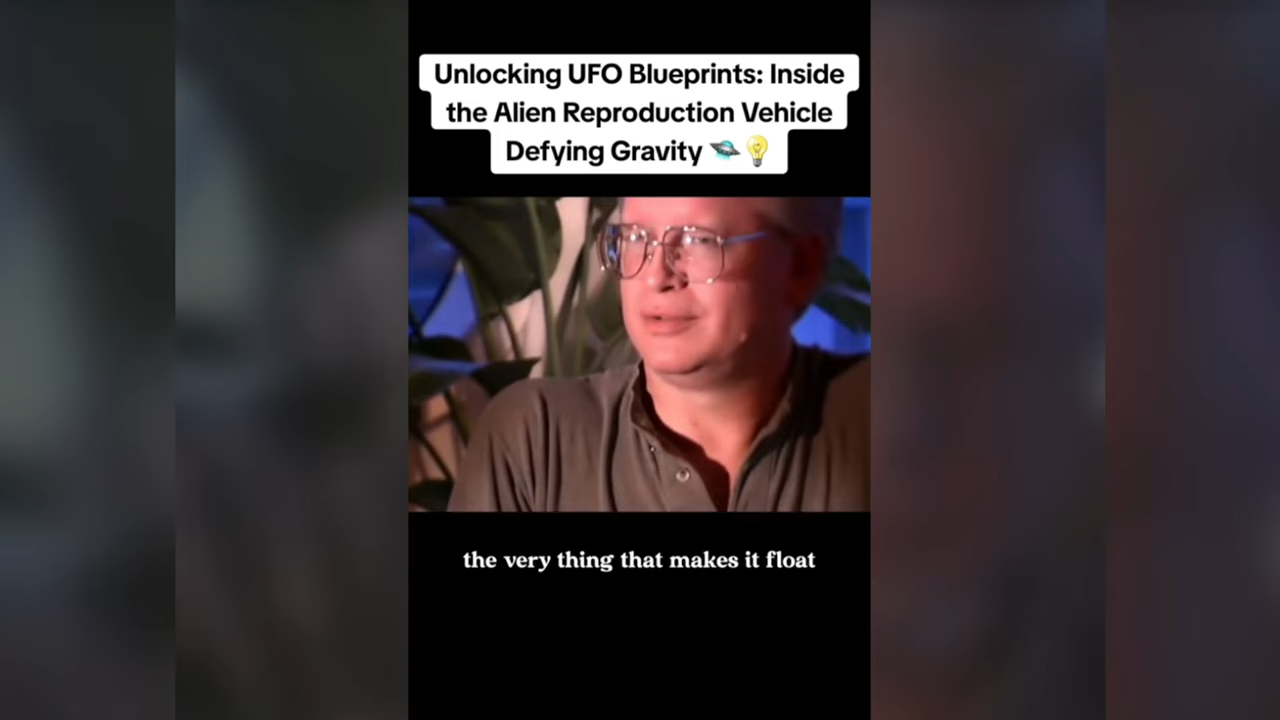 Unlocking UFO Blueprints: Inside
the Alien Reproduction Vehicle
Defying Gravity 🛸💡
the very thing that makes it float